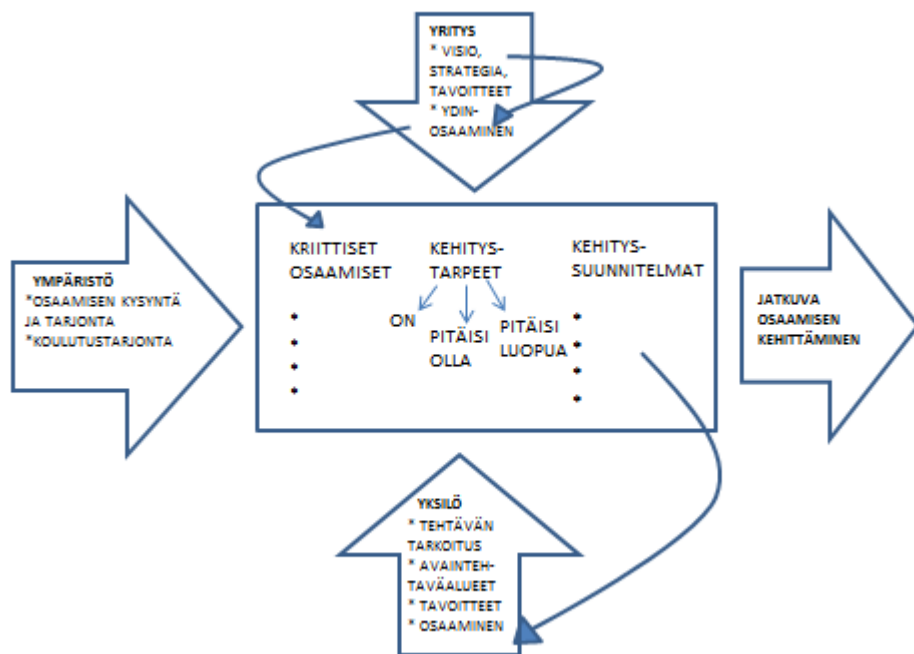 YRITYS
* VISIO,
STRATEGIA,
TAVOITTEET
* YDIN-
OSAAMINEN
YMPÄRISTÖ
*OSAAMISEN KYSYNTÄ
JA TARJONTA
*KOULUTUSTARJONTA
KRIITTISET
OSAAMISET
*
*
*
*
KEHITYS-
TARPEET
ON
PITÄISI
OLLA
PITÄISI
LUOPUA
KEHITYS-
SUUNNITELMAT
*
*
*
*
JATKUVA
OSAAMISEN
KEHITTÄMINEN
YKSILÖ
* TEHTÄVÄN
TARKOITUS
* AVAINTEH-
TAVÄALUEET
* TAVOITTEET
* OSAAMINEN